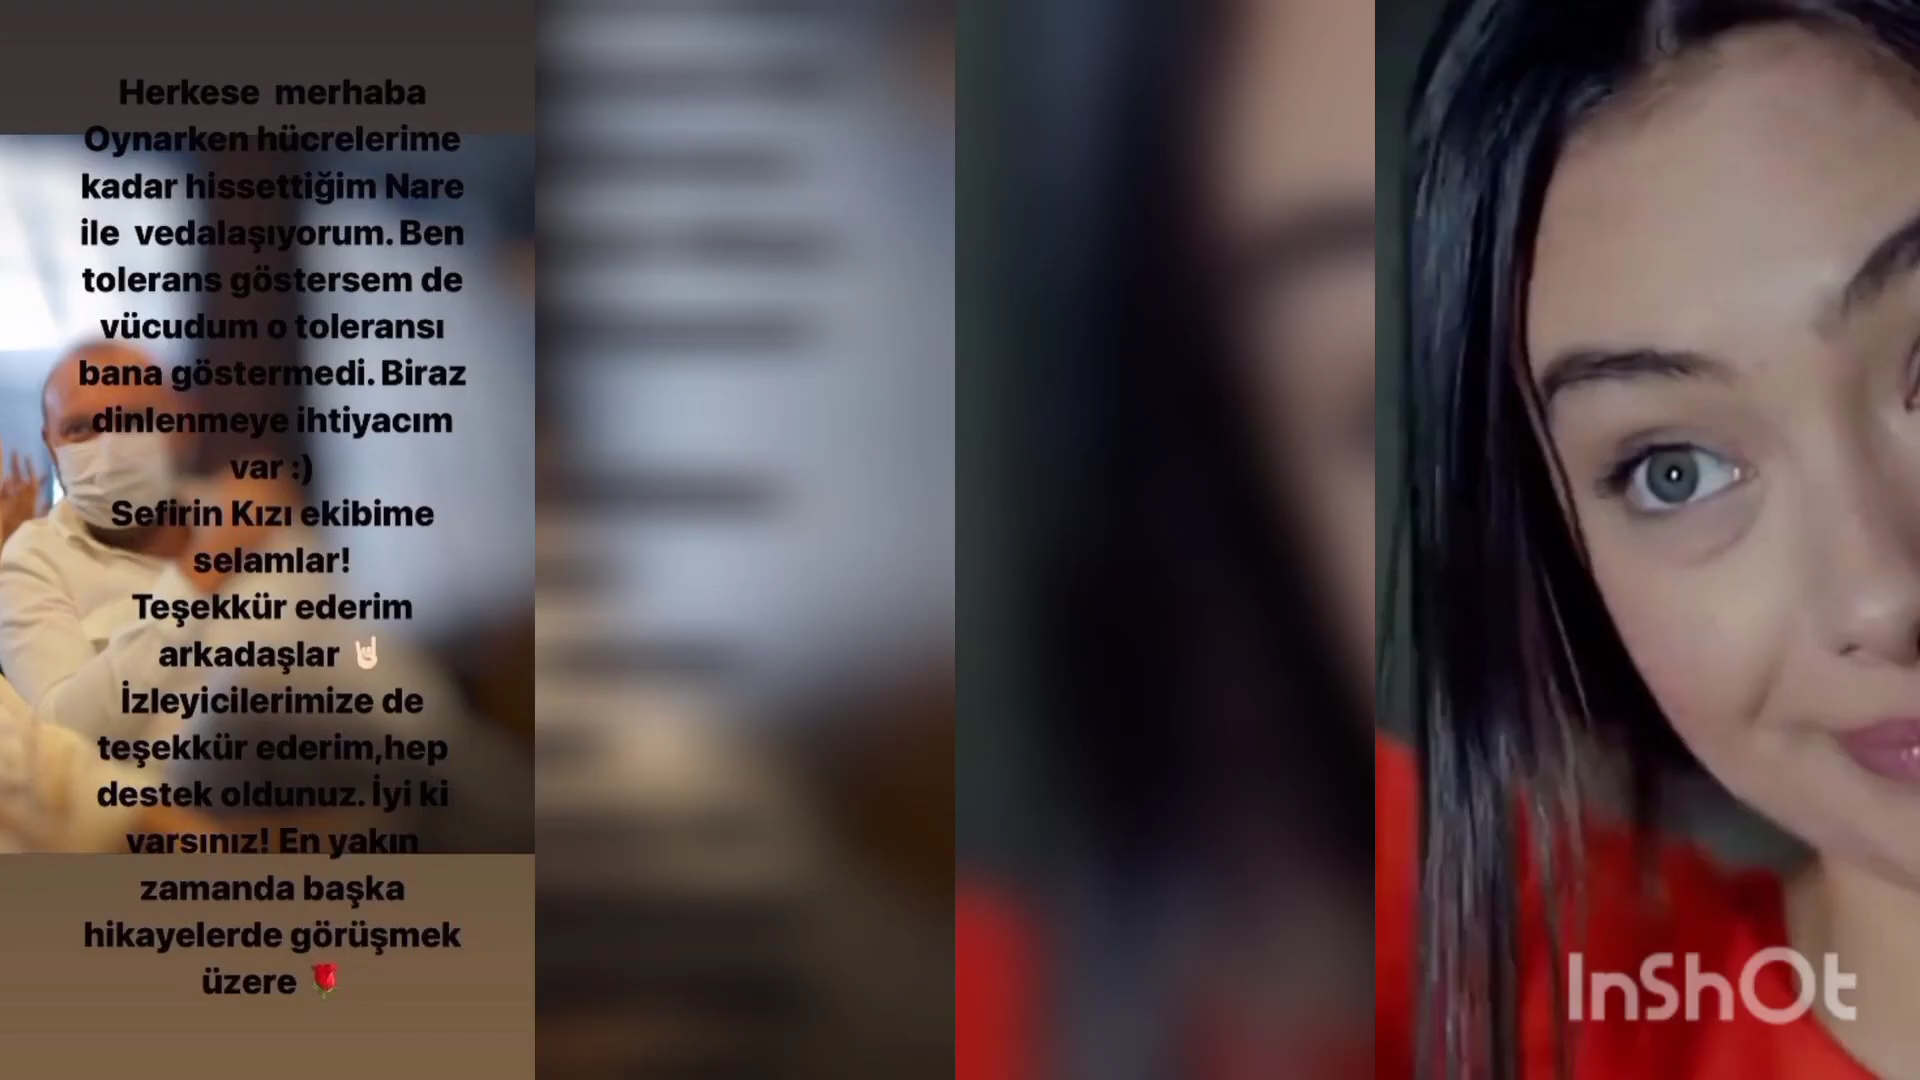 Herkese merhaba
Oynarken hücrelerime
kadar hissettiğim Nare
ile vedalaşıyorum. Ben
tolerans göstersem de
vücudum o toleransı
bana göstermedi. Biraz
dinlenmeye ihtiyacım
var :)
Sefirin Kızı ekibime
selamlar!
Teşekkür ederim
arkadaşlar 🤘🏻
İzleyicilerimize de
teşekkür ederim,hep
destek oldunuz. İyi ki
varsınız! En yakın
zamanda başka
hikayelerde görüşmek
üzere 🌹
InShOt